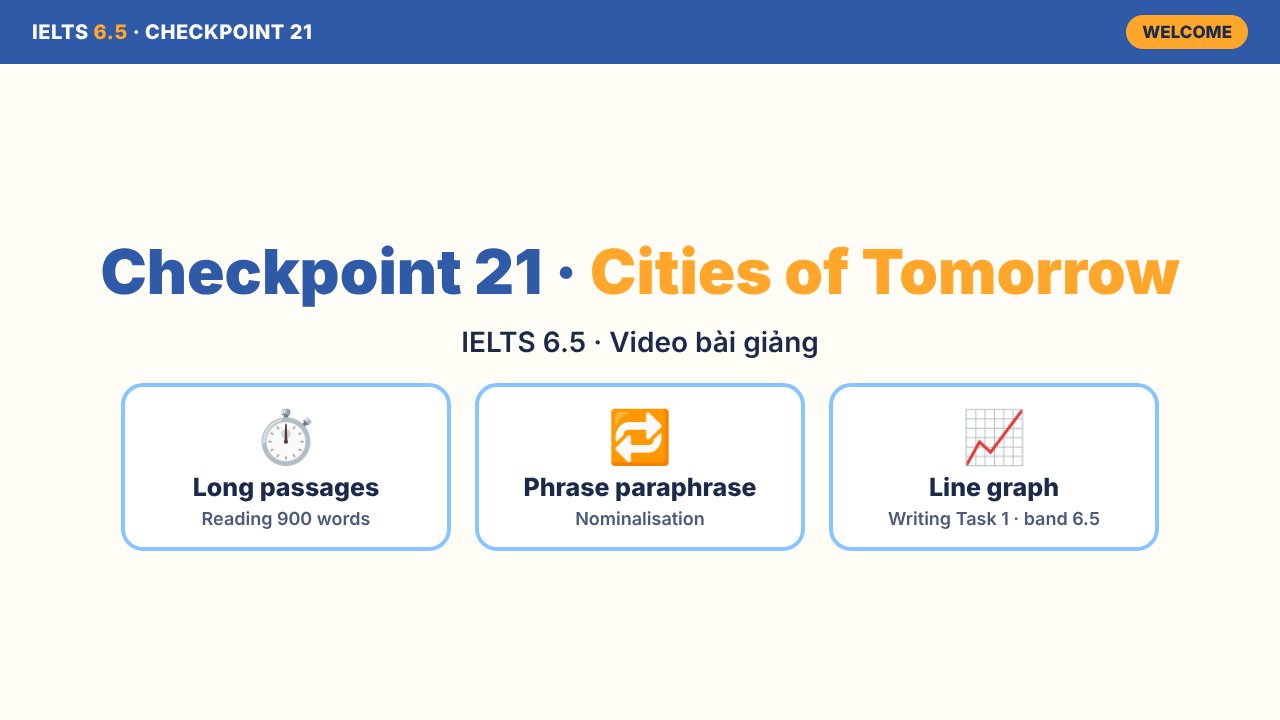 IELTS 6.5 · CHECKPOINT 21
WELCOME
Checkpoint 21 · Cities of Tomorrow
IELTS 6.5 · Video bài giảng
Long passages
Reading 900 words
Phrase paraphrase
Nominalisation
Line graph
Writing Task 1 · band 6.5